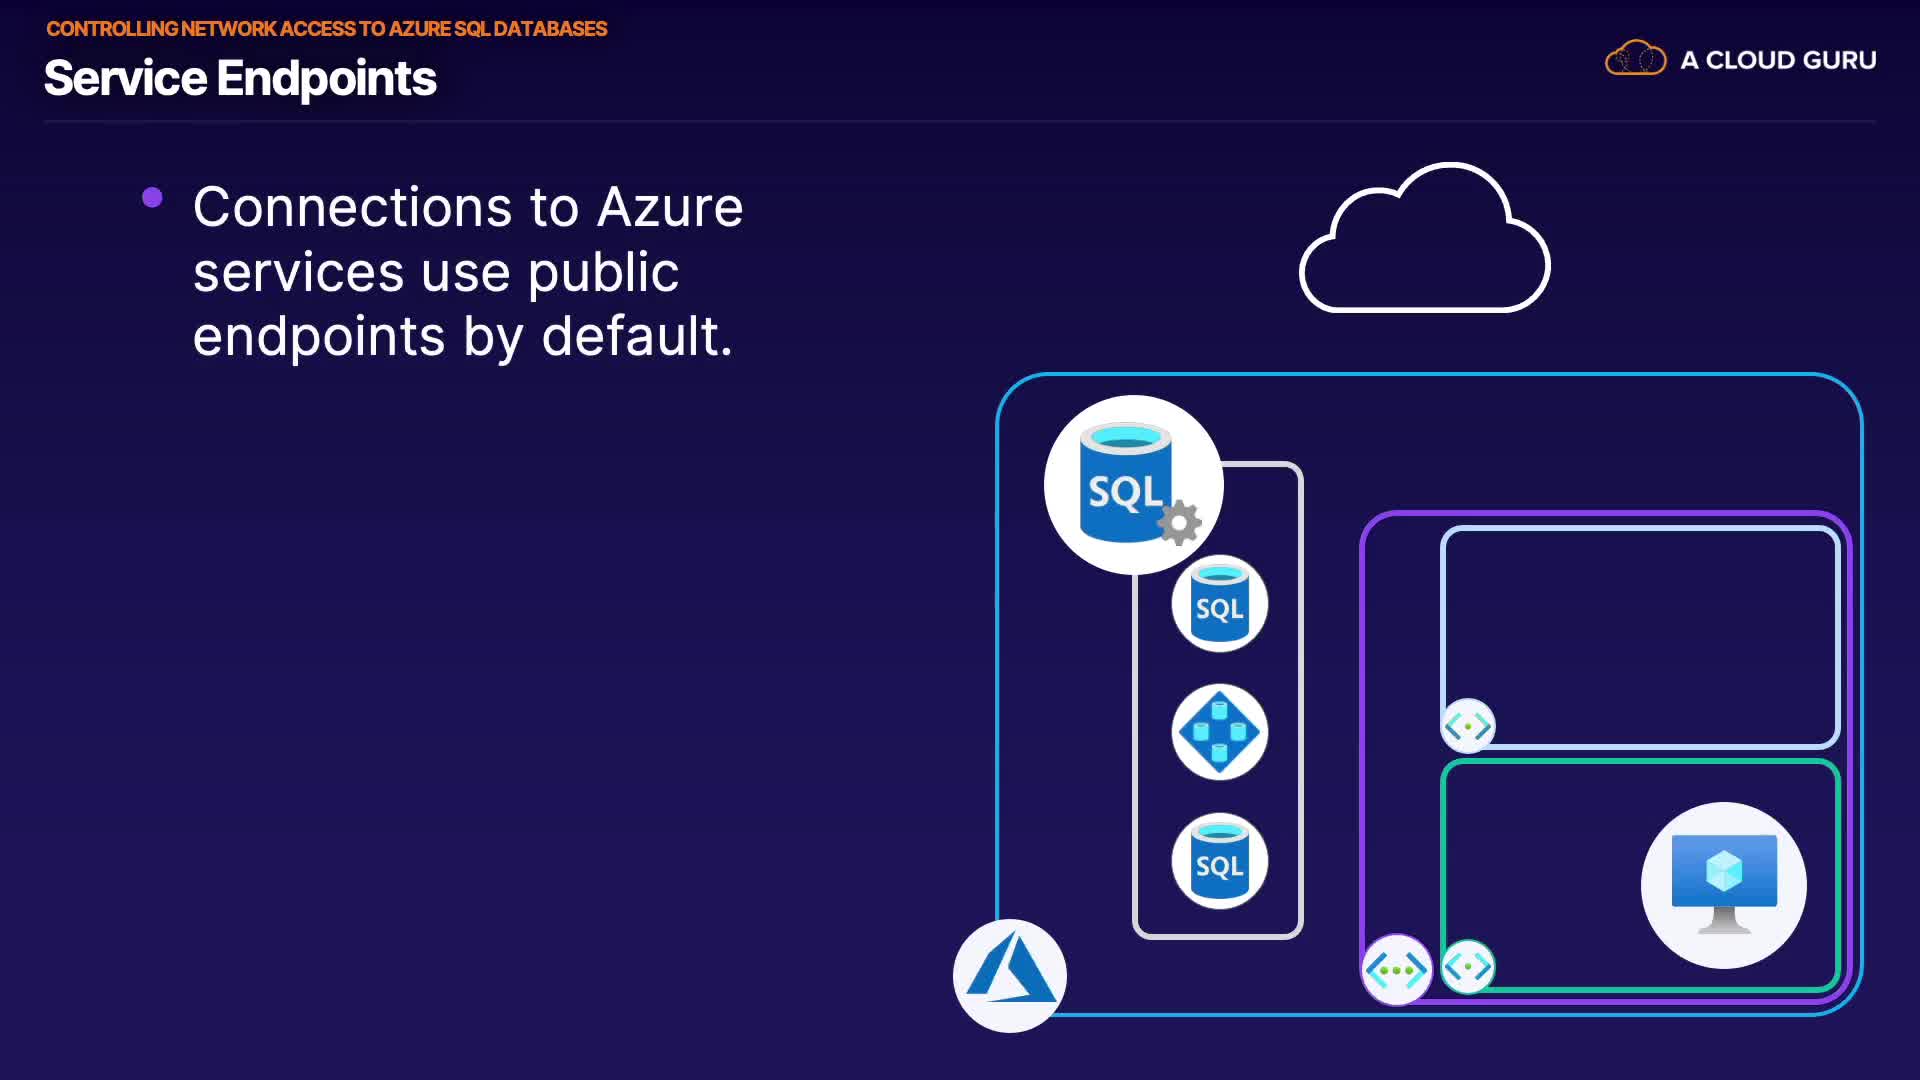 CONTROLLING NETWORK ACCESS TO AZURE SQL DATABASES
Service Endpoints
A CLOUD GURU
Connections to Azure
services use public
endpoints by default.
SQL
SQL
SQL